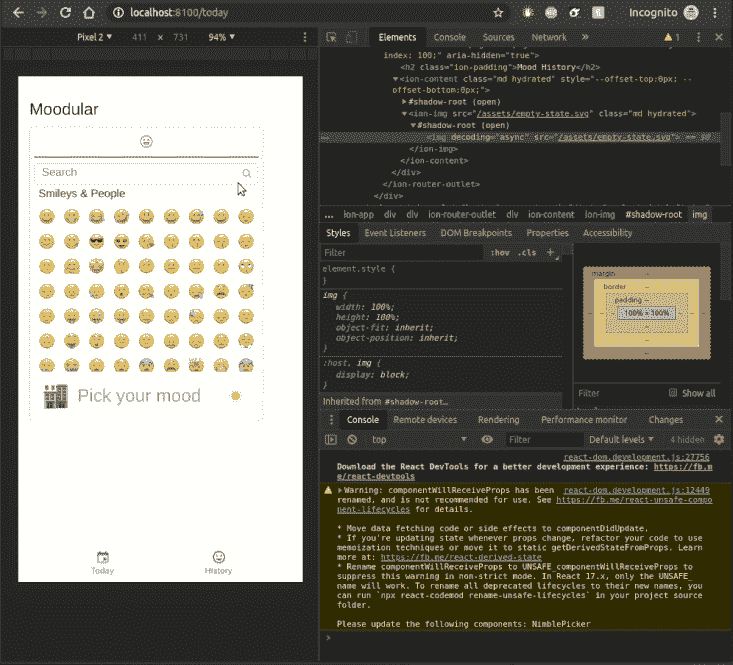 localhost:8100/today
Incognito
Pixel 2 ▾ 411 × 731 94% ▾
Elements Console Sources Network » 1
index: 100;" aria-hidden="true">
<h2 class="ion-padding">Mood History</h2>
▼<ion-content class="md hydrated" style="--offset-top:0px; --
offset-bottom:0px;">
▶#shadow-root (open)
▼<ion-img src="/assets/empty-state.svg" class="md hydrated">
▼#shadow-root (open)
<img decoding="async" src="/assets/empty-state.svg"> == $0
</ion-img>
</ion-content>
</div>
</ion-router-outlet>
</div>
... ion-app div div ion-router-outlet div ion-content ion-img #shadow-root img
Styles Event Listeners DOM Breakpoints Properties Accessibility
Filter :hov .cls +
element.style {
}
img {
width: 100%;
height: 100%;
object-fit: inherit;
object-position: inherit;
}
:host, img {
display: block;
}
Inherited from #shadow-root…
margin –
border –
padding –
100% × 100%
Filter Show all
Moodular
Search
Smileys & People
Pick your mood
Today
History
Console Remote devices Rendering Performance monitor Changes
top Filter Default levels ▾ 4 hidden
react-dom.development.js:27756
Download the React DevTools for a better development experience: https://fb.m
e/react-devtools
▶Warning: componentWillReceiveProps has been react-dom.development.js:12449
renamed, and is not recommended for use. See https://fb.me/react-unsafe-compo
nent-lifecycles for details.
* Move data fetching code or side effects to componentDidUpdate.
* If you're updating state whenever props change, refactor your code to use
memoization techniques or move it to static getDerivedStateFromProps. Learn
more at: https://fb.me/react-derived-state
* Rename componentWillReceiveProps to UNSAFE_componentWillReceiveProps to
suppress this warning in non-strict mode. In React 17.x, only the UNSAFE_
name will work. To rename all deprecated lifecycles to their new names, you
can run `npx react-codemod rename-unsafe-lifecycles` in your project source
folder.
Please update the following components: NimblePicker